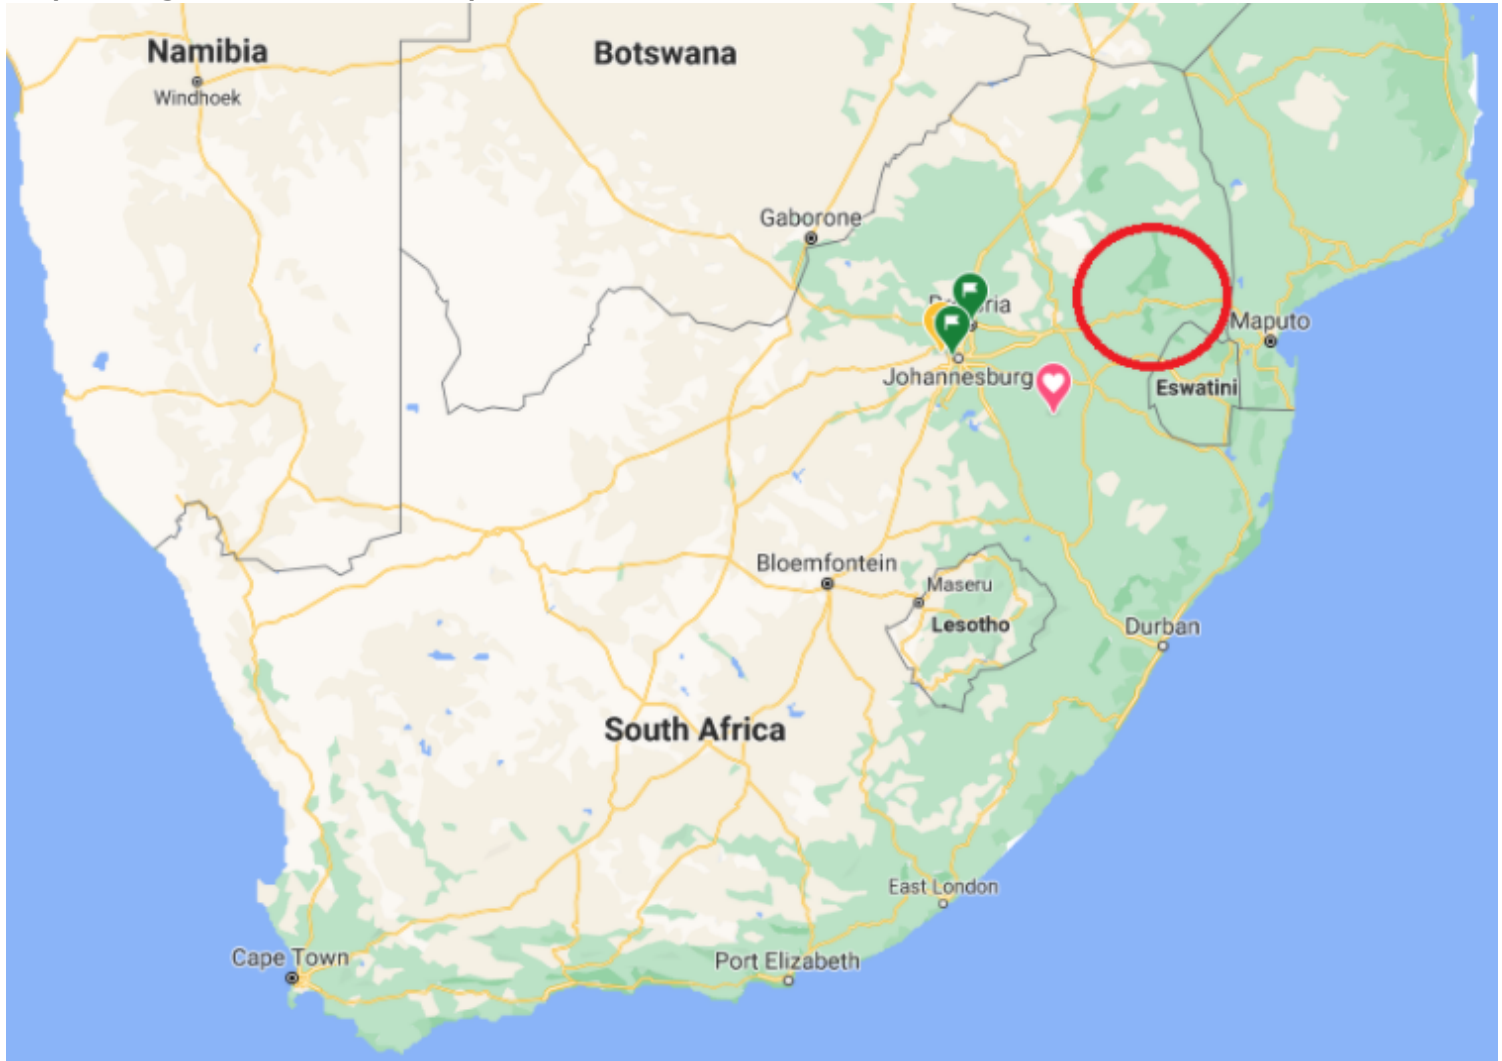 Namibia
Botswana
Windhoek
Gaborone
Maputo
Johannesburg
Eswatini
Bloemfontein
Maseru
Lesotho
Durban
South Africa
East London
Cape Town
Port Elizabeth